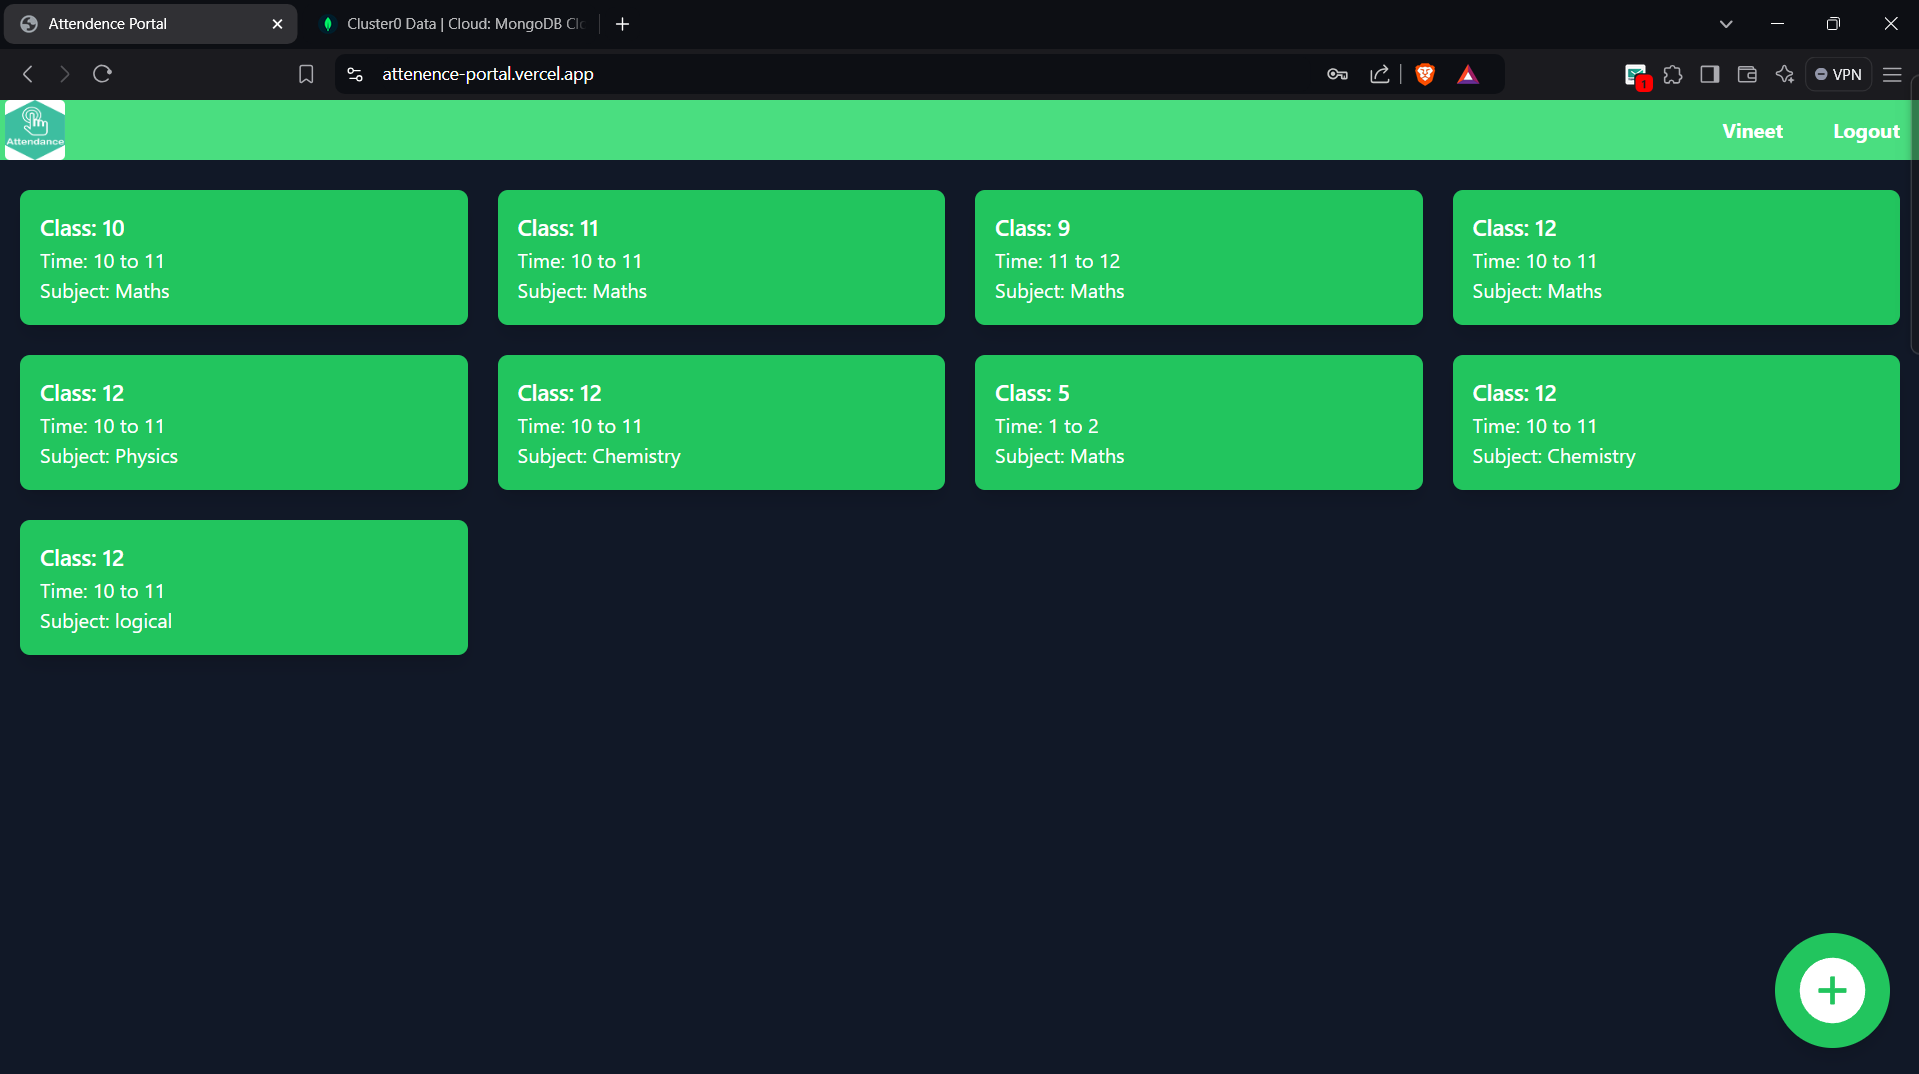 Attendence Portal
Cluster0 Data | Cloud: MongoDB Clo
attenence-portal.vercel.app
1
VPN
Attendance
Vineet
Logout
Class: 10
Time: 10 to 11
Subject: Maths
Class: 11
Time: 10 to 11
Subject: Maths
Class: 9
Time: 11 to 12
Subject: Maths
Class: 12
Time: 10 to 11
Subject: Maths
Class: 12
Time: 10 to 11
Subject: Physics
Class: 12
Time: 10 to 11
Subject: Chemistry
Class: 5
Time: 1 to 2
Subject: Maths
Class: 12
Time: 10 to 11
Subject: Chemistry
Class: 12
Time: 10 to 11
Subject: logical